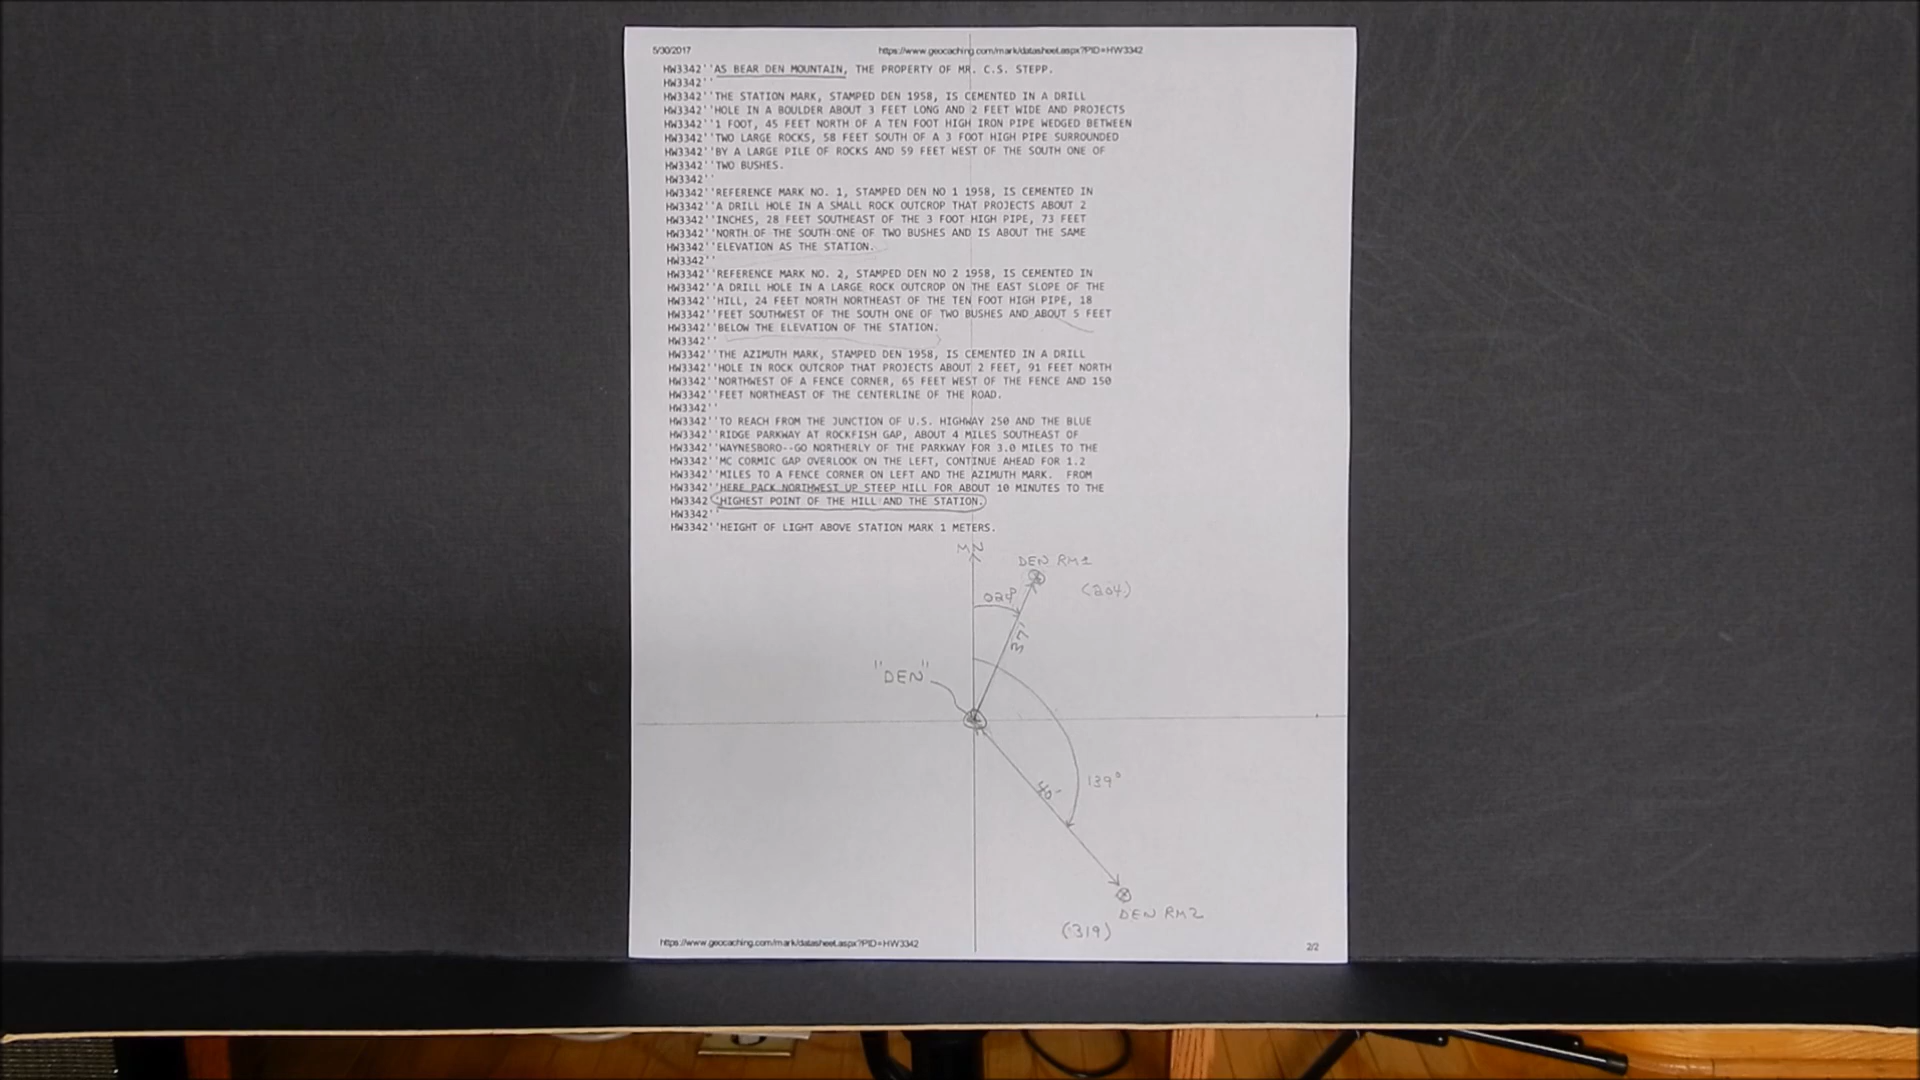 5/30/2017 https://www.geocaching.com/mark/datasheet.aspx?PID=HW3342
HW3342''AS BEAR DEN MOUNTAIN, THE PROPERTY OF MR. C.S. STEPP.
HW3342''
HW3342''THE STATION MARK, STAMPED DEN 1958, IS CEMENTED IN A DRILL
HW3342''HOLE IN A BOULDER ABOUT 3 FEET LONG AND 2 FEET WIDE AND PROJECTS
HW3342''1 FOOT, 45 FEET NORTH OF A TEN FOOT HIGH IRON PIPE WEDGED BETWEEN
HW3342''TWO LARGE ROCKS, 58 FEET SOUTH OF A 3 FOOT HIGH PIPE SURROUNDED
HW3342''BY A LARGE PILE OF ROCKS AND 59 FEET WEST OF THE SOUTH ONE OF
HW3342''TWO BUSHES.
HW3342''
HW3342''REFERENCE MARK NO. 1, STAMPED DEN NO 1 1958, IS CEMENTED IN
HW3342''A DRILL HOLE IN A SMALL ROCK OUTCROP THAT PROJECTS ABOUT 2
HW3342''INCHES, 28 FEET SOUTHEAST OF THE 3 FOOT HIGH PIPE, 73 FEET
HW3342''NORTH OF THE SOUTH ONE OF TWO BUSHES AND IS ABOUT THE SAME
HW3342''ELEVATION AS THE STATION.
HW3342''
HW3342''REFERENCE MARK NO. 2, STAMPED DEN NO 2 1958, IS CEMENTED IN
HW3342''A DRILL HOLE IN A LARGE ROCK OUTCROP ON THE EAST SLOPE OF THE
HW3342''HILL, 24 FEET NORTH NORTHEAST OF THE TEN FOOT HIGH PIPE, 18
HW3342''FEET SOUTHWEST OF THE SOUTH ONE OF TWO BUSHES AND ABOUT 5 FEET
HW3342''BELOW THE ELEVATION OF THE STATION.
HW3342''
HW3342''THE AZIMUTH MARK, STAMPED DEN 1958, IS CEMENTED IN A DRILL
HW3342''HOLE IN ROCK OUTCROP THAT PROJECTS ABOUT 2 FEET, 91 FEET NORTH
HW3342''NORTHWEST OF A FENCE CORNER, 65 FEET WEST OF THE FENCE AND 150
HW3342''FEET NORTHEAST OF THE CENTERLINE OF THE ROAD.
HW3342''
HW3342''TO REACH FROM THE JUNCTION OF U.S. HIGHWAY 250 AND THE BLUE
HW3342''RIDGE PARKWAY AT ROCKFISH GAP, ABOUT 4 MILES SOUTHEAST OF
HW3342''WAYNESBORO--GO NORTHERLY OF THE PARKWAY FOR 3.0 MILES TO THE
HW3342''MC CORMIC GAP OVERLOOK ON THE LEFT, CONTINUE AHEAD FOR 1.2
HW3342''MILES TO A FENCE CORNER ON LEFT AND THE AZIMUTH MARK. FROM
HW3342''HERE PACK NORTHWEST UP STEEP HILL FOR ABOUT 10 MINUTES TO THE
HW3342''HIGHEST POINT OF THE HILL AND THE STATION.
HW3342''
HW3342''HEIGHT OF LIGHT ABOVE STATION MARK 1 METERS.
MN
DEN RM1
(204)
37'
"DEN"
139°
40'
DEN RM2
(319)
https://www.geocaching.com/mark/datasheet.aspx?PID=HW3342 2/2